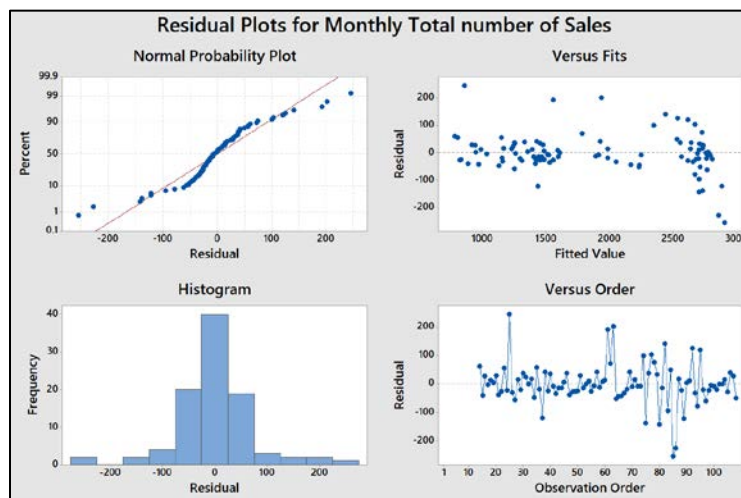 Residual Plots for Monthly Total number of Sales
Normal Probability Plot
99.9
99
90
50
10
1
0.1
Percent
-200 -100 0 100 200
Residual
Versus Fits
200
100
0
-100
-200
Residual
1000 1500 2000 2500 300
Fitted Value
Histogram
40
30
20
10
0
Frequency
-200 -100 0 100 200
Residual
Versus Order
200
100
0
-100
-200
Residual
1 10 20 30 40 50 60 70 80 90 100
Observation Order